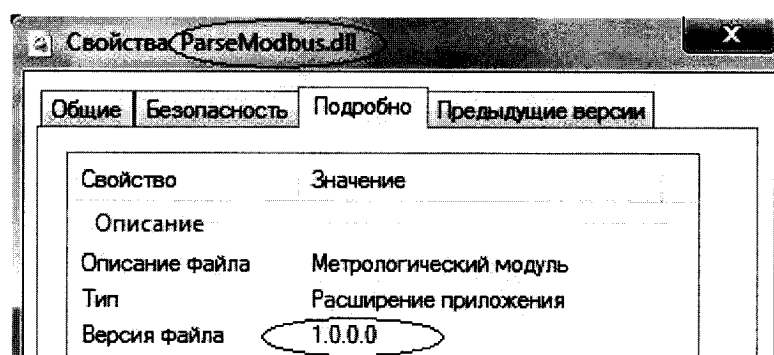 Свойства: ParseModbus.dll
X
Общие Безопасность Подробно Предыдущие версии
Свойство Значение
Описание
Описание файла Метрологический модуль
Тип Расширение приложения
Версия файла 1.0.0.0